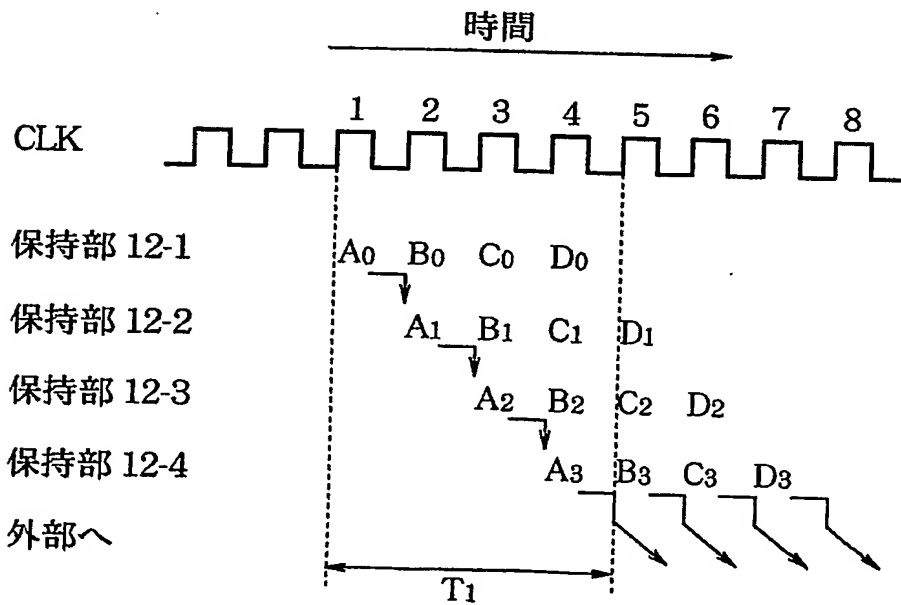 時間
1 2 3 4 5 6 7 8
CLK
保持部 12-1 A0 B0 C0 D0
保持部 12-2 A1 B1 C1 D1
保持部 12-3 A2 B2 C2 D2
保持部 12-4 A3 B3 C3 D3
外部へ
T1